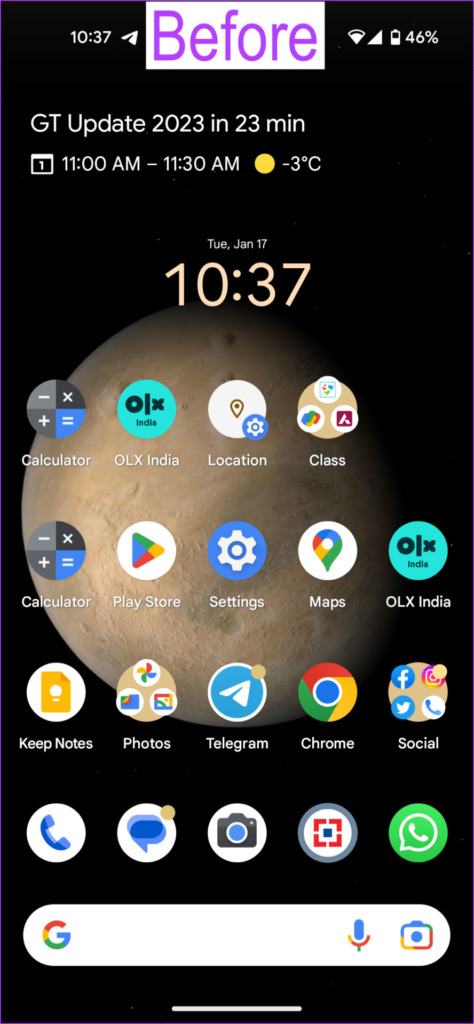 10:37 Before 46%
GT Update 2023 in 23 min
1 11:00 AM – 11:30 AM -3°C
Tue, Jan 17
10:37
olx
India
Calculator OLX India Location Class
olx
India
Calculator Play Store Settings Maps OLX India
Keep Notes Photos Telegram Chrome Social
G